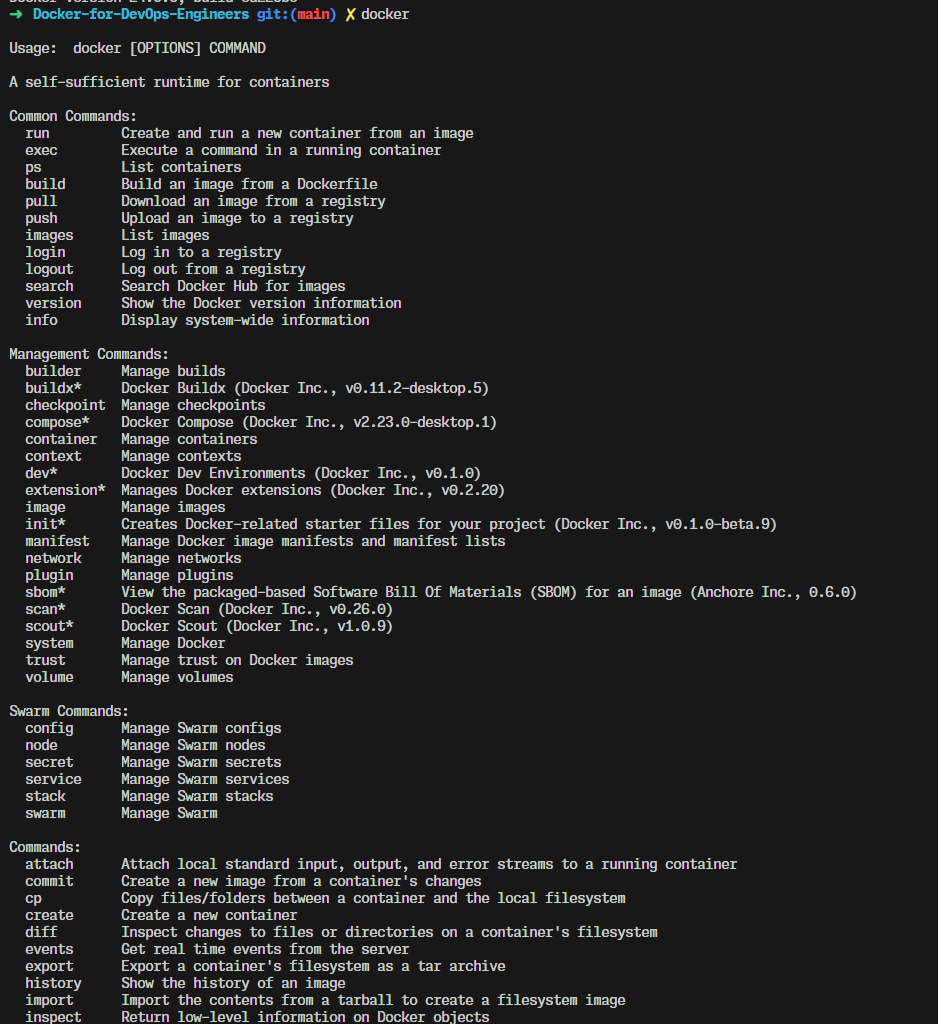 ➜ Docker-for-DevOps-Engineers git:(main) ✗ docker
Usage:  docker [OPTIONS] COMMAND
A self-sufficient runtime for containers
Common Commands:
  run         Create and run a new container from an image
  exec        Execute a command in a running container
  ps          List containers
  build       Build an image from a Dockerfile
  pull        Download an image from a registry
  push        Upload an image to a registry
  images      List images
  login       Log in to a registry
  logout      Log out from a registry
  search      Search Docker Hub for images
  version     Show the Docker version information
  info        Display system-wide information
Management Commands:
  builder     Manage builds
  buildx*     Docker Buildx (Docker Inc., v0.11.2-desktop.5)
  checkpoint  Manage checkpoints
  compose*    Docker Compose (Docker Inc., v2.23.0-desktop.1)
  container   Manage containers
  context     Manage contexts
  dev*        Docker Dev Environments (Docker Inc., v0.1.0)
  extension*  Manages Docker extensions (Docker Inc., v0.2.20)
  image       Manage images
  init*       Creates Docker-related starter files for your project (Docker Inc., v0.1.0-beta.9)
  manifest    Manage Docker image manifests and manifest lists
  network     Manage networks
  plugin      Manage plugins
  sbom*       View the packaged-based Software Bill Of Materials (SBOM) for an image (Anchore Inc., 0.6.0)
  scan*       Docker Scan (Docker Inc., v0.26.0)
  scout*      Docker Scout (Docker Inc., v1.0.9)
  system      Manage Docker
  trust       Manage trust on Docker images
  volume      Manage volumes
Swarm Commands:
  config      Manage Swarm configs
  node        Manage Swarm nodes
  secret      Manage Swarm secrets
  service     Manage Swarm services
  stack       Manage Swarm stacks
  swarm       Manage Swarm
Commands:
  attach      Attach local standard input, output, and error streams to a running container
  commit      Create a new image from a container's changes
  cp          Copy files/folders between a container and the local filesystem
  create      Create a new container
  diff        Inspect changes to files or directories on a container's filesystem
  events      Get real time events from the server
  export      Export a container's filesystem as a tar archive
  history     Show the history of an image
  import      Import the contents from a tarball to create a filesystem image
  inspect     Return low-level information on Docker objects